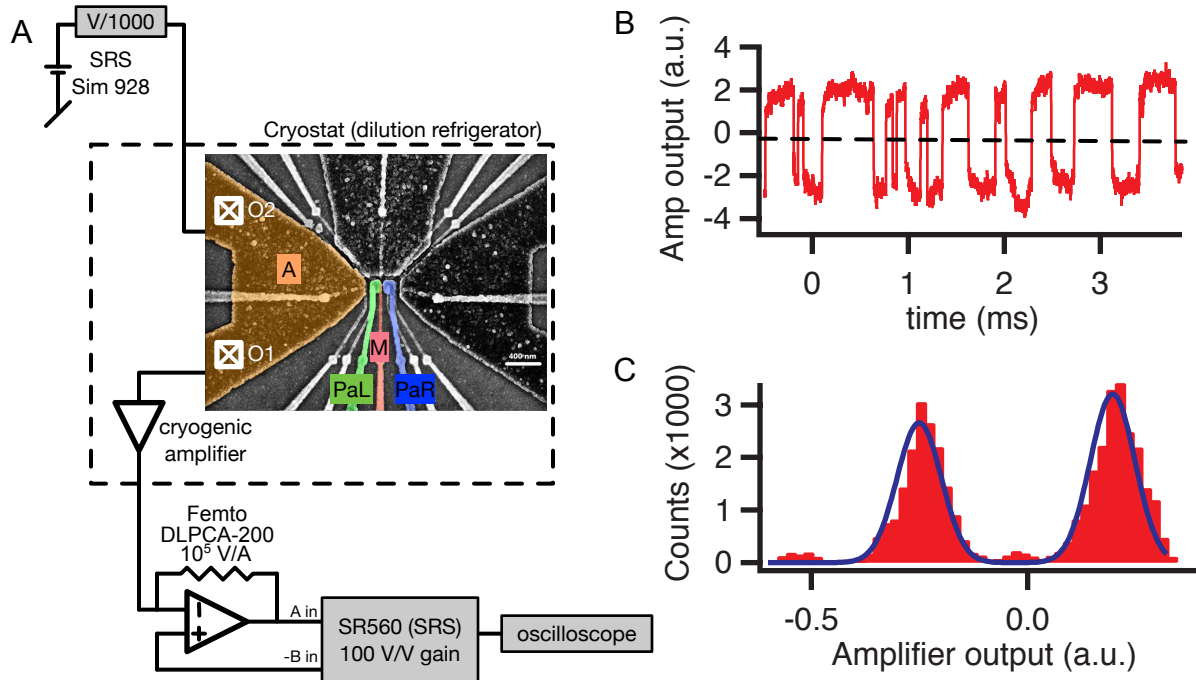 A
V/1000
SRS
Sim 928
Cryostat (dilution refrigerator)
O2
A
O1
M
400 nm
PaL
PaR
cryogenic
amplifier
Femto
DLPCA-200
10⁵ V/A
A in
-B in
SR560 (SRS)
100 V/V gain
oscilloscope
B
Amp output (a.u.)
4
2
0
-2
-4
0 1 2 3
time (ms)
C
Counts (x1000)
3
2
1
0
-0.5 0.0
Amplifier output (a.u.)